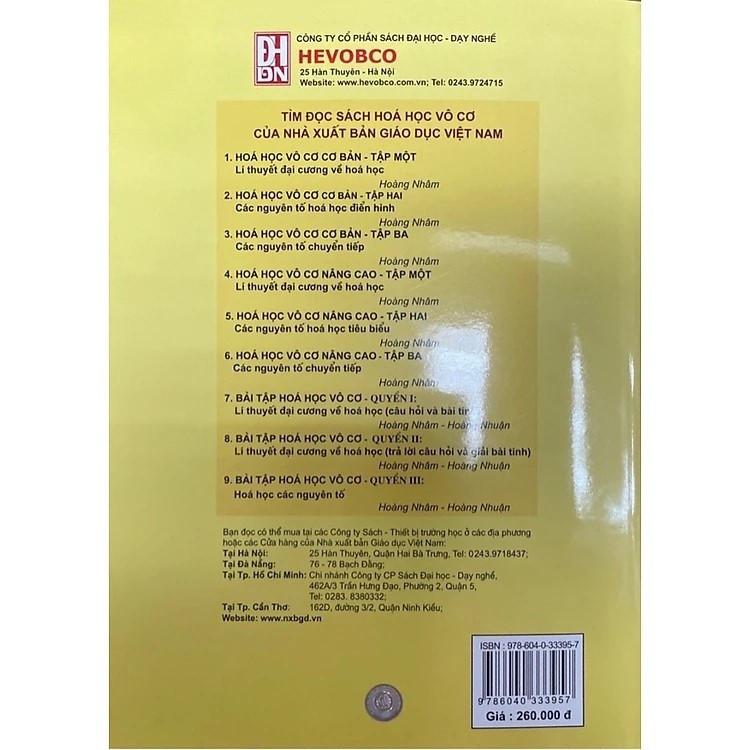 ĐH
DN
CÔNG TY CỔ PHẦN SÁCH ĐẠI HỌC - DẠY NGHỀ
HEVOBCO
25 Hàn Thuyên - Hà Nội
Website: www.hevobco.com.vn; Tel: 0243.9724715
TÌM ĐỌC SÁCH HOÁ HỌC VÔ CƠ
CỦA NHÀ XUẤT BẢN GIÁO DỤC VIỆT NAM
1. HOÁ HỌC VÔ CƠ CƠ BẢN - TẬP MỘT
Lí thuyết đại cương về hoá học
Hoàng Nhâm
2. HOÁ HỌC VÔ CƠ CƠ BẢN - TẬP HAI
Các nguyên tố hoá học điển hình
Hoàng Nhâm
3. HOÁ HỌC VÔ CƠ CƠ BẢN - TẬP BA
Các nguyên tố chuyển tiếp
Hoàng Nhâm
4. HOÁ HỌC VÔ CƠ NÂNG CAO - TẬP MỘT
Lí thuyết đại cương về hoá học
Hoàng Nhâm
5. HOÁ HỌC VÔ CƠ NÂNG CAO - TẬP HAI
Các nguyên tố hoá học tiêu biểu
Hoàng Nhâm
6. HOÁ HỌC VÔ CƠ NÂNG CAO - TẬP BA
Các nguyên tố chuyển tiếp
Hoàng Nhâm
7. BÀI TẬP HOÁ HỌC VÔ CƠ - QUYỂN I:
Lí thuyết đại cương về hoá học (câu hỏi và bài
Hoàng Nhâm - Hoàng Nhuận
8. BÀI TẬP HOÁ HỌC VÔ CƠ - QUYỂN II:
Lí thuyết đại cương về hoá học (trả lời câu hỏi và giải bài tính)
Hoàng Nhâm - Hoàng Nhuận
9. BÀI TẬP HOÁ HỌC VÔ CƠ - QUYỂN III:
Hoá học các nguyên tố
Hoàng Nhâm - Hoàng Nhuận
Bạn đọc có thể mua tại các Công ty Sách - Thiết bị trường học ở các địa phương
hoặc các Cửa hàng của Nhà xuất bản Giáo dục Việt Nam:
Tại Hà Nội: 25 Hàn Thuyên, Quận Hai Bà Trưng, Tel: 0243.9718437;
Tại Đà Nẵng: 76 - 78 Bạch Đằng;
Tại Tp. Hồ Chí Minh: Chi nhánh Công ty CP Sách Đại học - Dạy nghề,
462A/3 Trần Hưng Đạo, Phường 2, Quận 5,
Tel: 0283. 8380332;
Tại Tp. Cần Thơ: 162D, đường 3/2, Quận Ninh Kiều;
Website: www.nxbgd.vn
ISBN : 978-604-0-33395-7
9 786040 333957
Giá : 260.000 đ